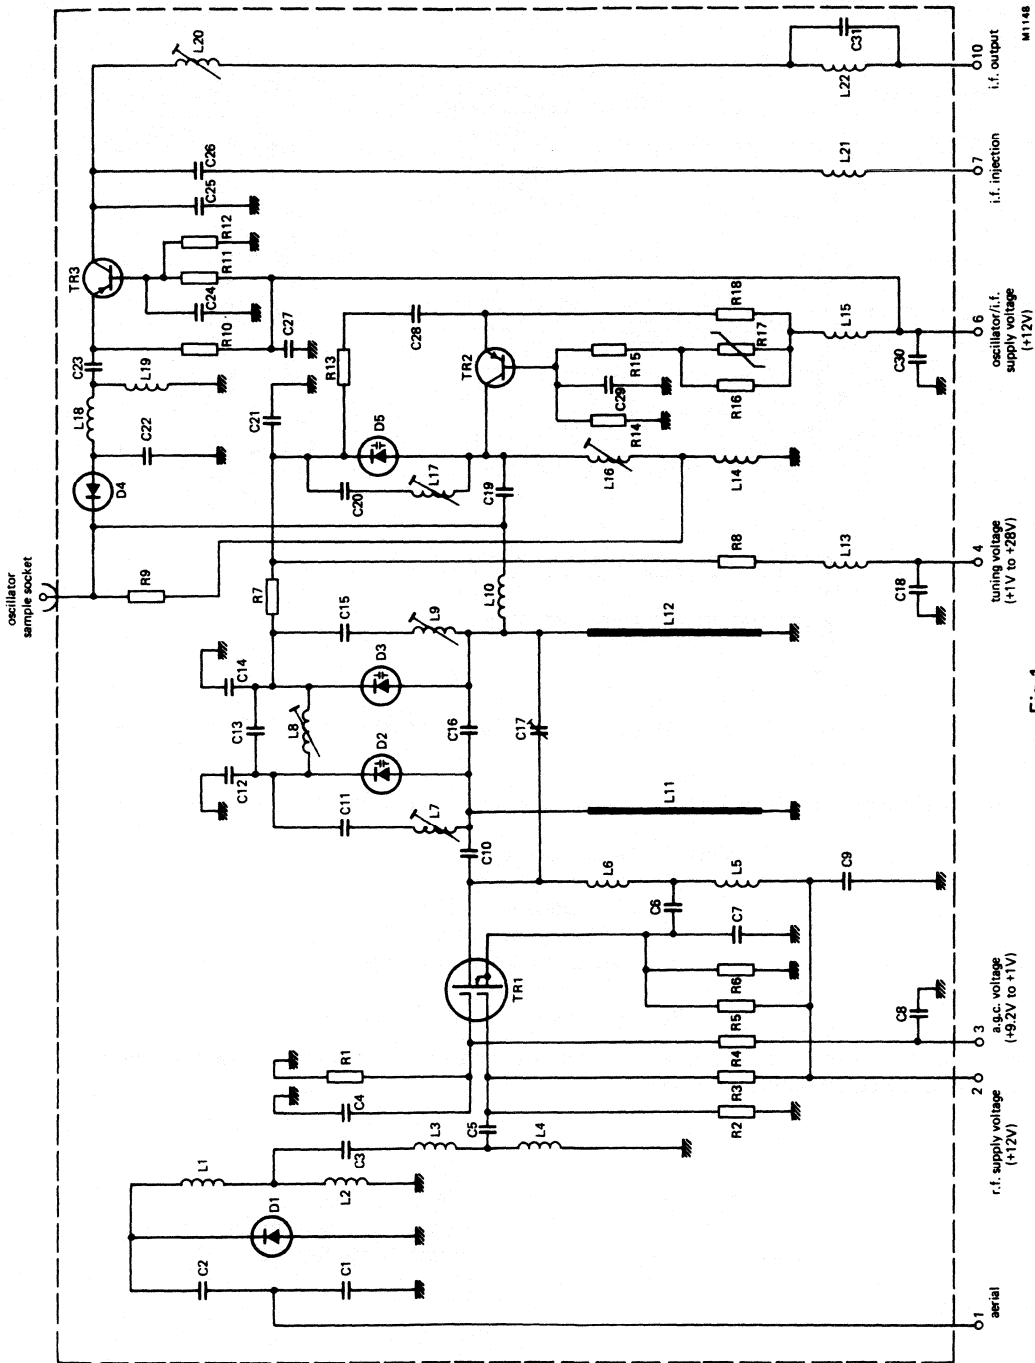 oscillator
sample socket
D4
L18
C23
TR3
L20
C22
L19
R9
R10
C24
R11
R12
C25
C26
C27
C21
R7
R13
C28
C14
C13
C12
L8
C15
L9
D3
D2
C11
L7
C10
C16
C17
L10
C19
C20
L17
D5
TR2
R14
C29
R15
R16
R17
R18
L16
L14
L15
C30
R8
L13
C18
L12
L11
L6
L5
C6
C7
C9
R6
R5
R4
R3
R2
C8
TR1
R1
C4
C5
C3
L3
L4
L1
L2
D1
C2
C1
L21
L22
C31
1
aerial
2
r.f. supply voltage
(+12V)
3
a.g.c. voltage
(+9.2V to +1V)
4
tuning voltage
(+1V to +28V)
6
oscillator/i.f.
supply voltage
(+12V)
7
i.f. injection
10
i.f. output
M1148